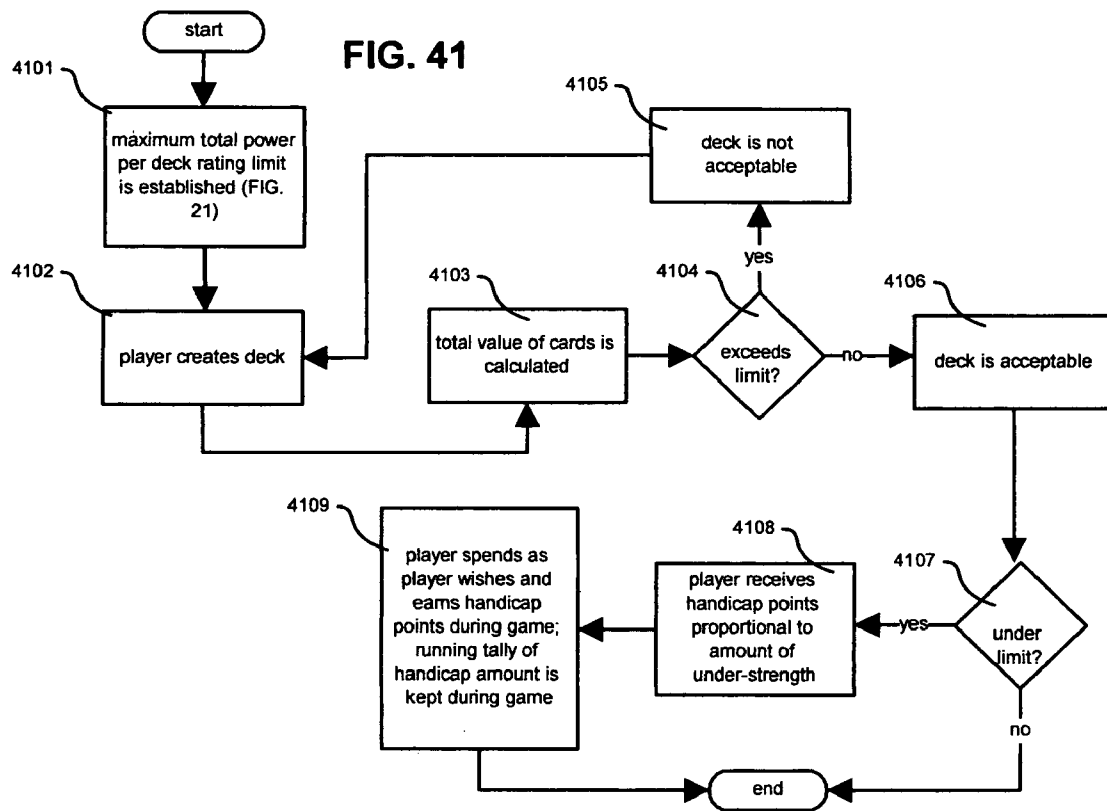 start
FIG. 41
4101
maximum total power
per deck rating limit
is established (FIG.
21)
4105
deck is not
acceptable
4102
player creates deck
4103
total value of cards is
calculated
4104
exceeds
limit?
yes
no
4106
deck is acceptable
4107
under
limit?
yes
no
4108
player receives
handicap points
proportional to
amount of
under-strength
4109
player spends as
player wishes and
earns handicap
points during game;
running tally of
handicap amount is
kept during game
end